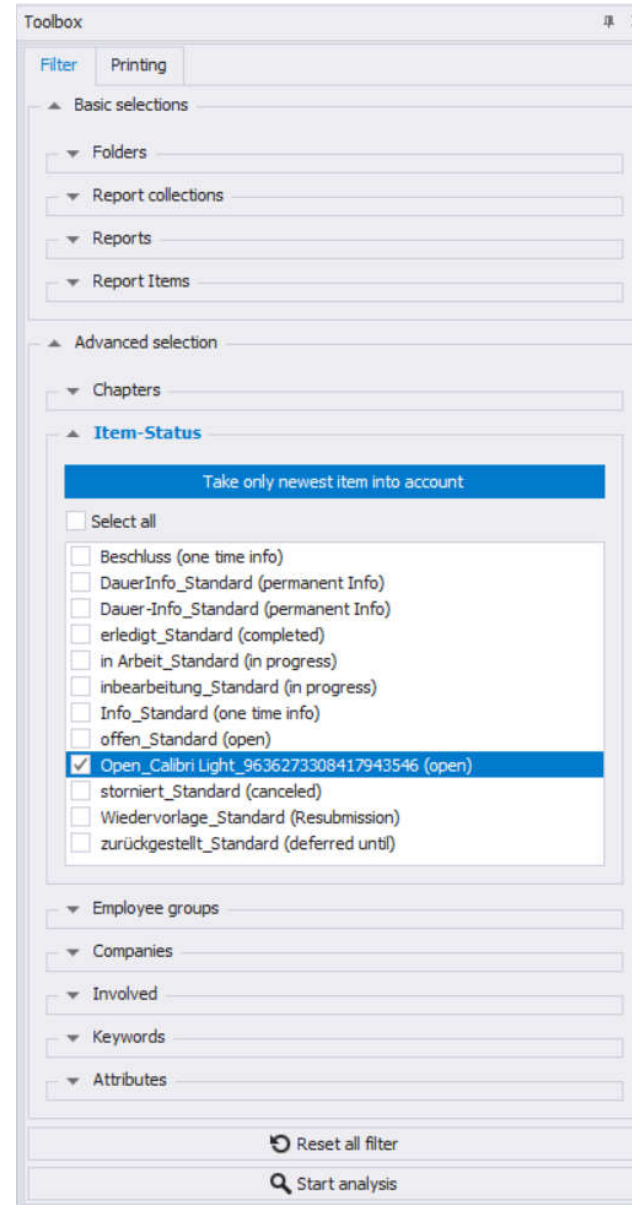 Toolbox
Filter Printing
Basic selections
Folders
Report collections
Reports
Report Items
Advanced selection
Chapters
Item-Status
Take only newest item into account
Select all
Beschluss (one time info)
DauerInfo_Standard (permanent Info)
Dauer-Info_Standard (permanent Info)
erledigt_Standard (completed)
in Arbeit_Standard (in progress)
inbearbeitung_Standard (in progress)
Info_Standard (one time info)
offen_Standard (open)
Open_Calibri Light_9636273308417943546 (open)
storniert_Standard (canceled)
Wiedervorlage_Standard (Resubmission)
zurückgestellt_Standard (deferred until)
Employee groups
Companies
Involved
Keywords
Attributes
Reset all filter
Start analysis